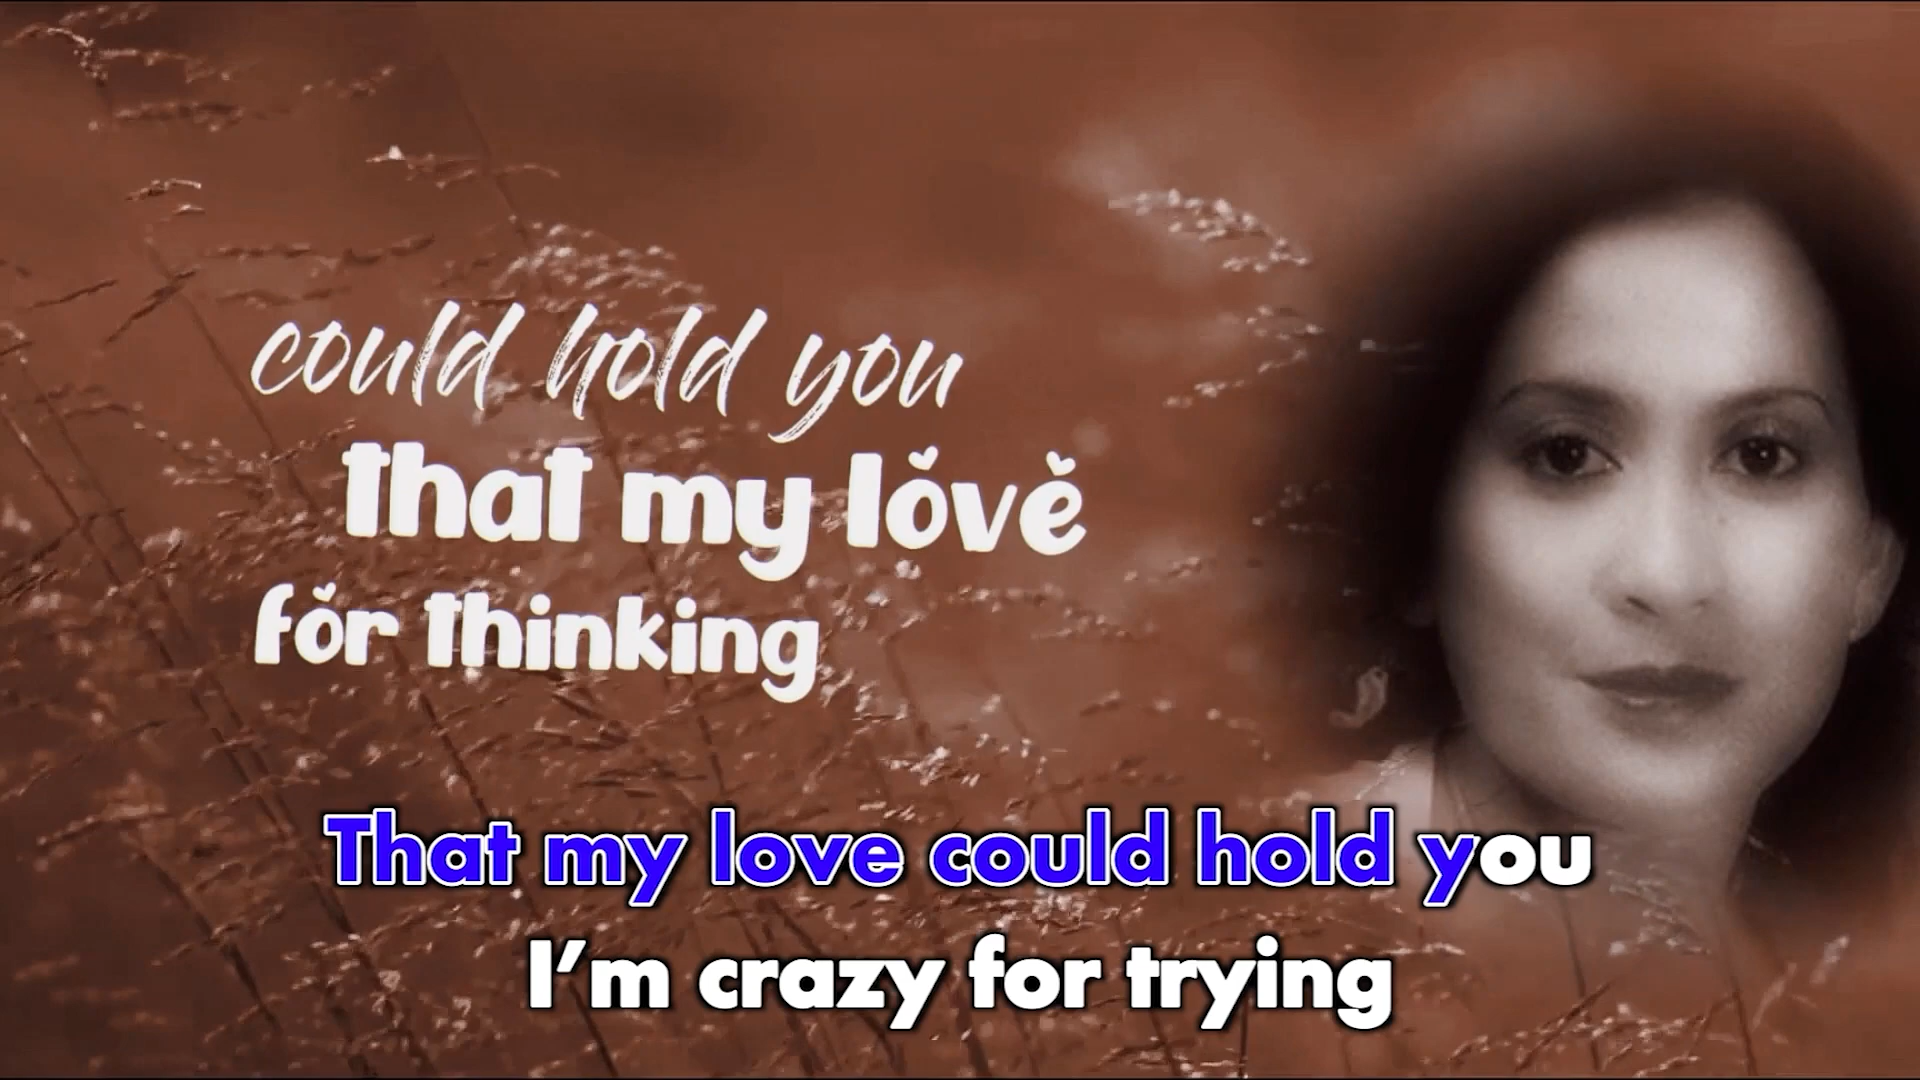 could hold you
that my love
for thinking
That my love could hold you
I'm crazy for trying